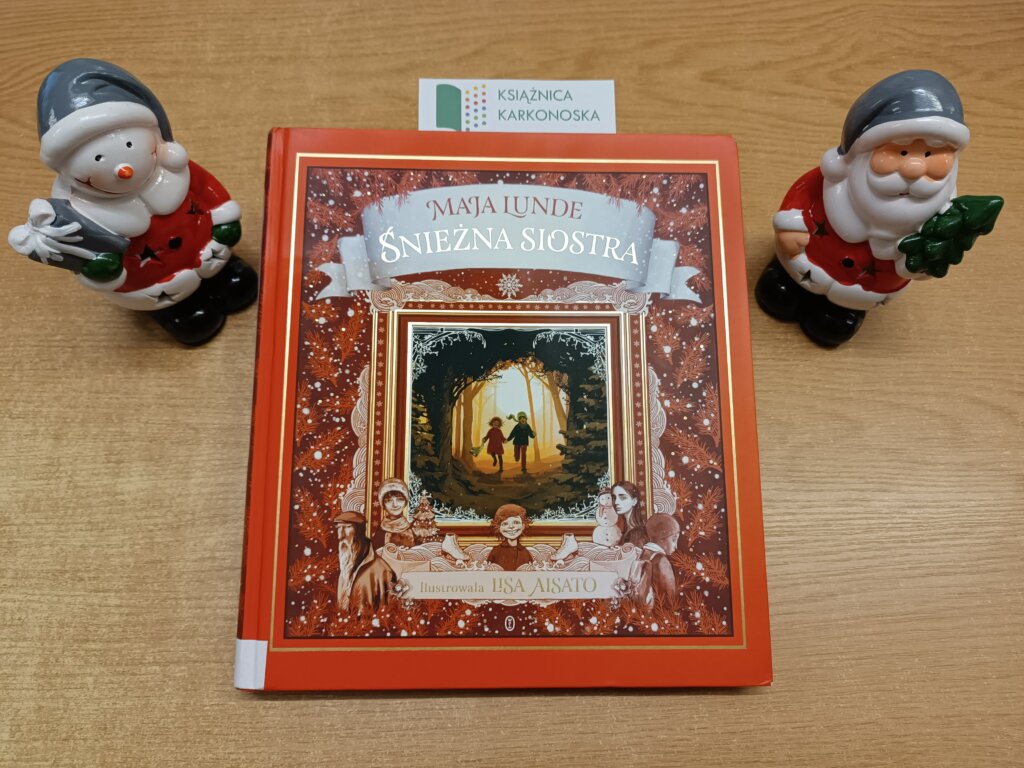 KSIĄŻNICA
KARKONOSKA
MAJA LUNDE
ŚNIEŻNA SIOSTRA
Ilustrowała LISA AISATO